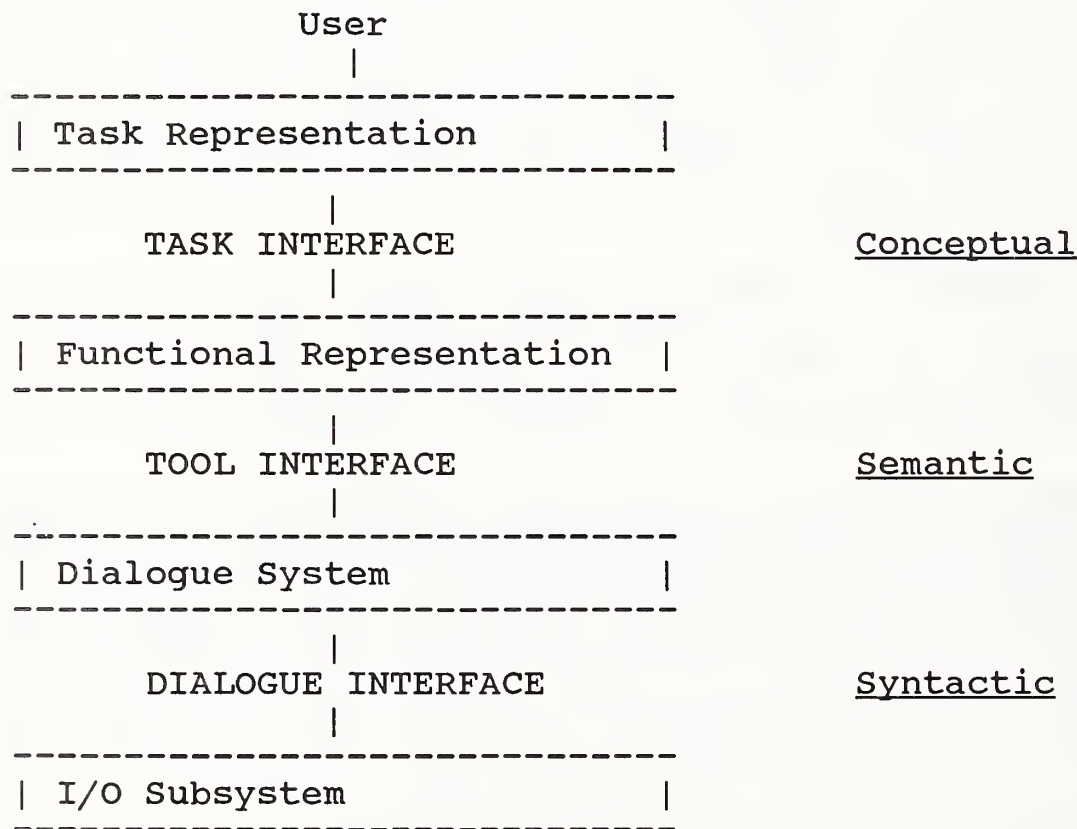 User
Task Representation
TASK INTERFACE Conceptual
Functional Representation
TOOL INTERFACE Semantic
Dialogue System
DIALOGUE INTERFACE Syntactic
I/O Subsystem